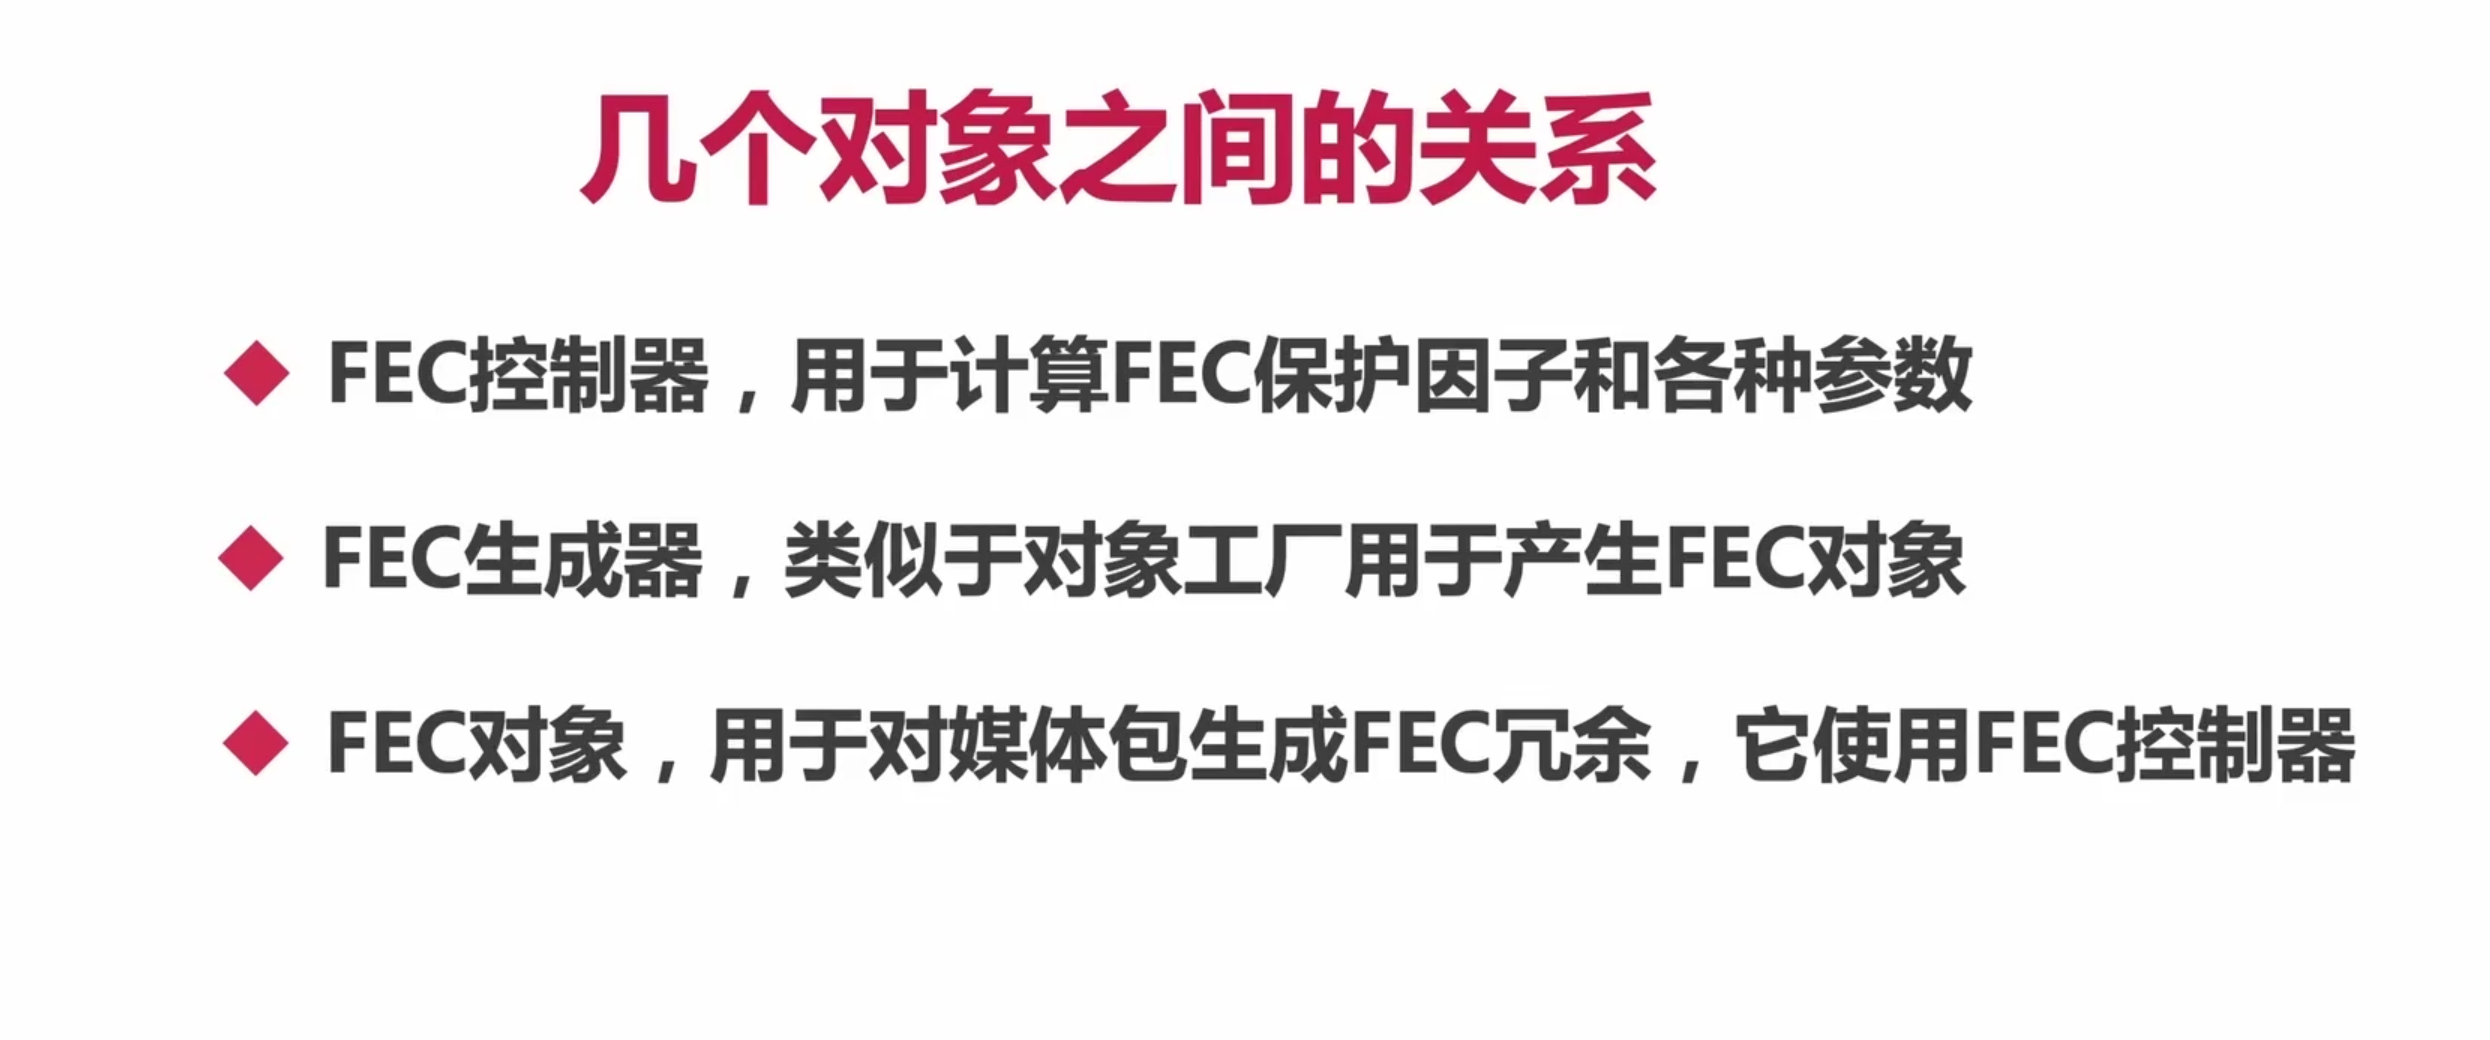 几个对象之间的关系
FEC控制器，用于计算FEC保护因子和各种参数
FEC生成器，类似于对象工厂用于产生FEC对象
FEC对象，用于对媒体包生成FEC冗余，它使用FEC控制器